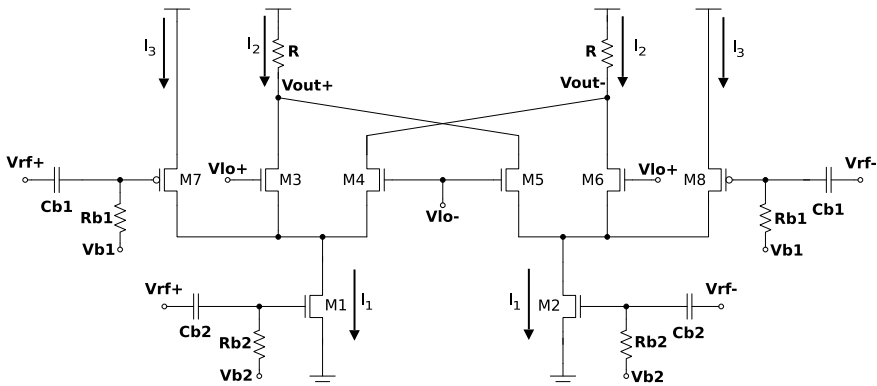 I3
I2
R
Vout+
R
I2
Vout-
I3
Vrf+
Cb1
Rb1
Vb1
M7
Vlo+
M3
M4
Vlo-
M5
M6
Vlo+
M8
Vrf-
Cb1
Rb1
Vb1
Vrf+
Cb2
Rb2
Vb2
M1
I1
I1
M2
Vrf-
Cb2
Rb2
Vb2